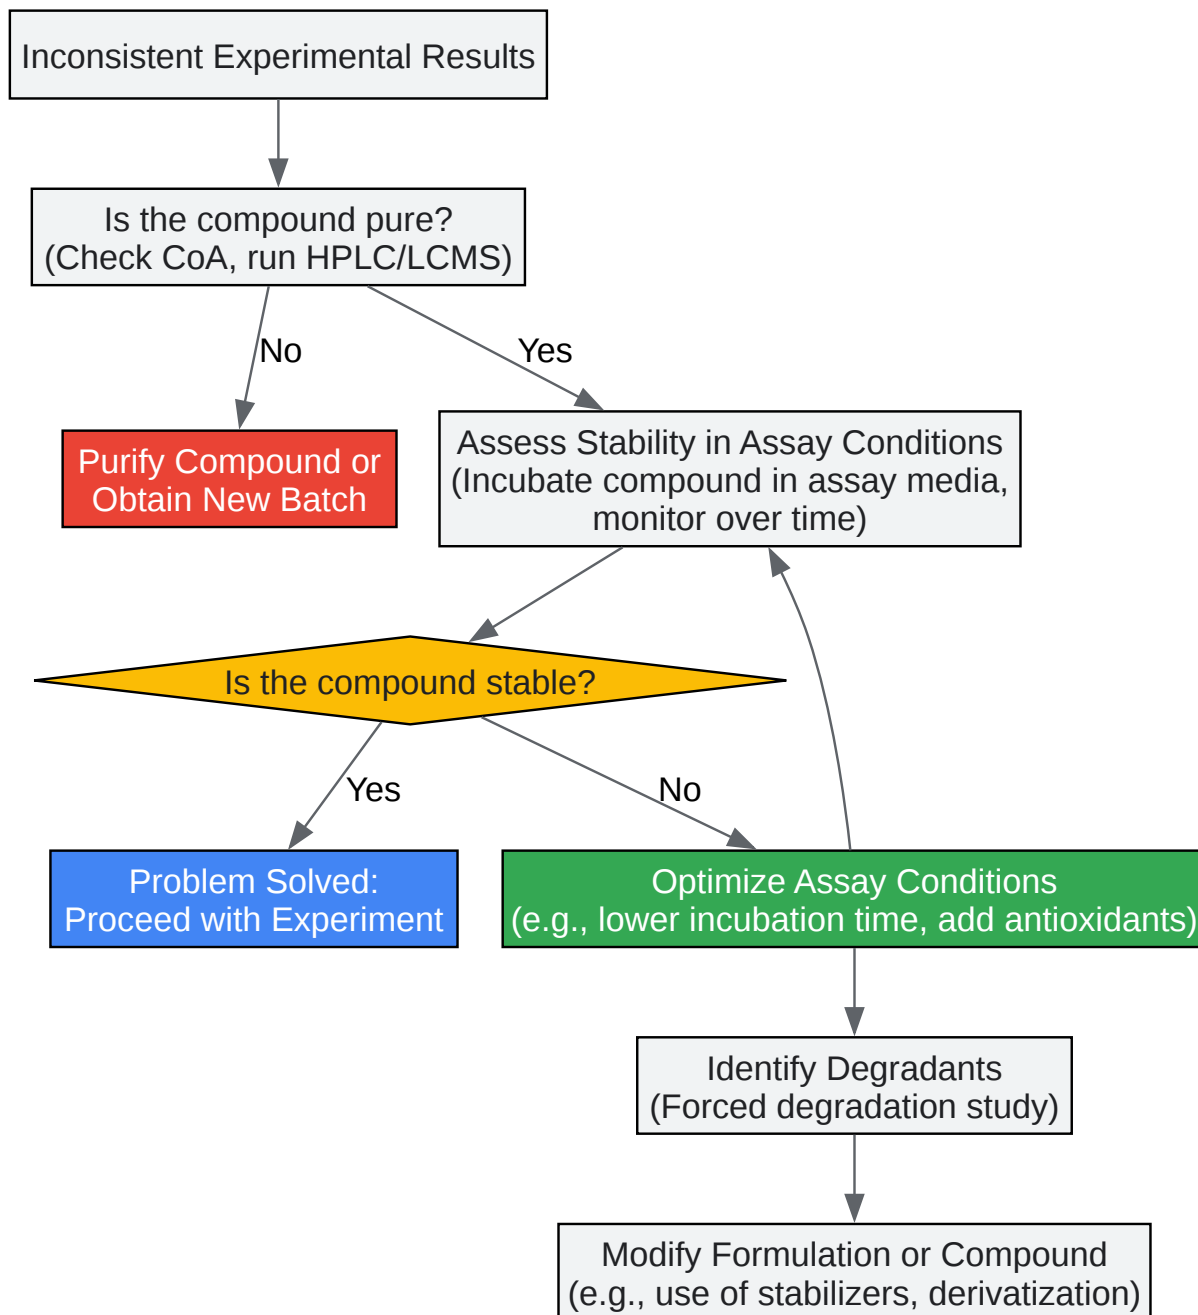 Inconsistent Experimental Results
Is the compound pure?
(Check CoA, run HPLC/LCMS)
No
Yes
Purify Compound or
Obtain New Batch
Assess Stability in Assay Conditions
(Incubate compound in assay media,
monitor over time)
Is the compound stable?
Yes
No
Problem Solved:
Proceed with Experiment
Optimize Assay Conditions
(e.g., lower incubation time, add antioxidants)
Identify Degradants
(Forced degradation study)
Modify Formulation or Compound
(e.g., use of stabilizers, derivatization)